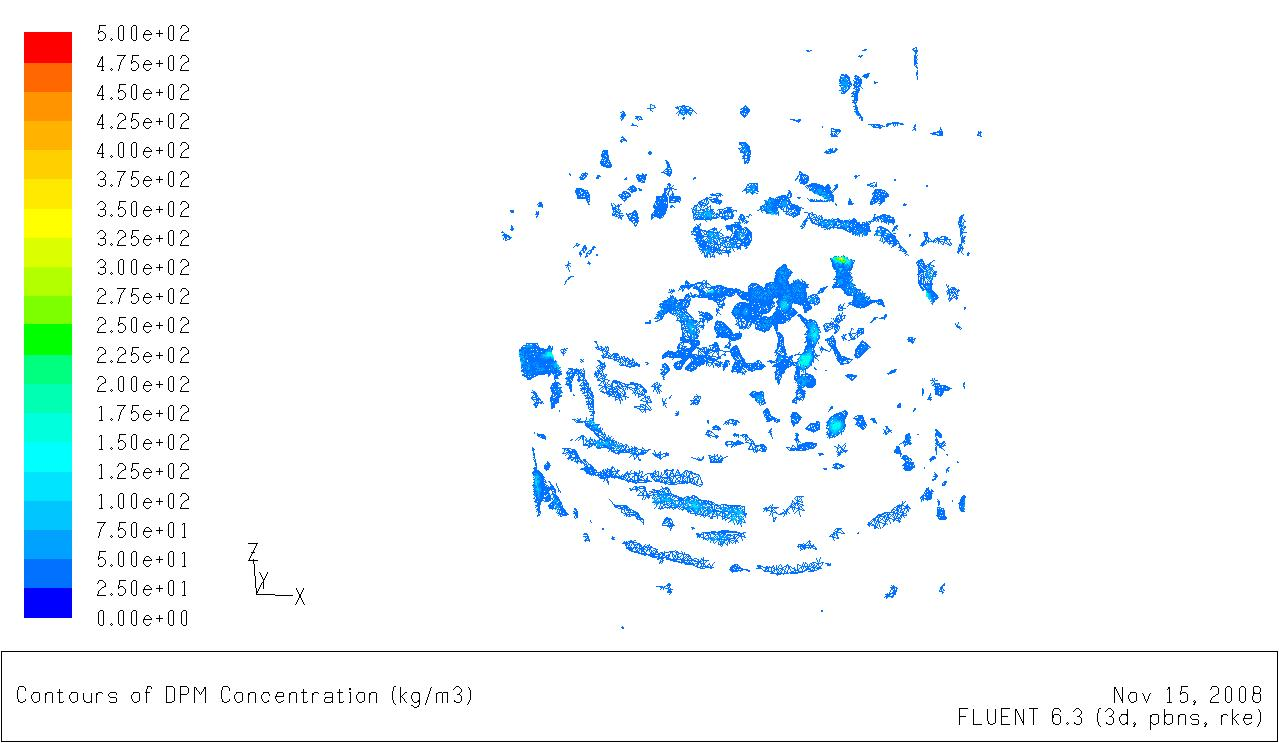 5.00e+02
4.75e+02
4.50e+02
4.25e+02
4.00e+02
3.75e+02
3.50e+02
3.25e+02
3.00e+02
2.75e+02
2.50e+02
2.25e+02
2.00e+02
1.75e+02
1.50e+02
1.25e+02
1.00e+02
7.50e+01
5.00e+01
2.50e+01
0.00e+00
Z
Y
X
Contours of DPM Concentration (kg/m3)
Nov 15, 2008
FLUENT 6.3 (3d, pbns, rke)